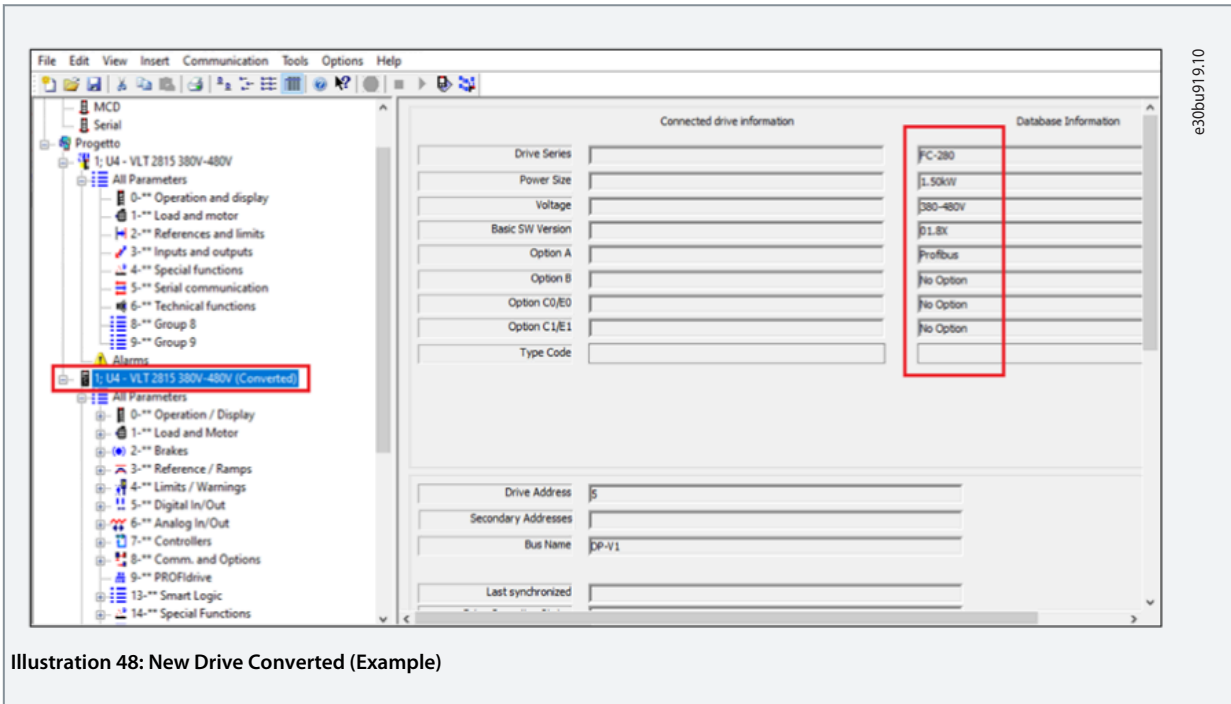 File Edit View Insert Communication Tools Options Help
MCD
Serial
Progetto
1; U4 - VLT 2815 380V-480V
All Parameters
0-** Operation and display
1-** Load and motor
2-** References and limits
3-** Inputs and outputs
4-** Special functions
5-** Serial communication
6-** Technical functions
8-** Group 8
9-** Group 9
Alarms
1; U4 - VLT 2815 380V-480V (Converted)
All Parameters
0-** Operation / Display
1-** Load and Motor
2-** Brakes
3-** Reference / Ramps
4-** Limits / Warnings
5-** Digital In/Out
6-** Analog In/Out
7-** Controllers
8-** Comm. and Options
9-** PROFIdrive
13-** Smart Logic
14-** Special Functions
Connected drive information Database Information
Drive Series FC-280
Power Size 1.50kW
Voltage 380-480V
Basic SW Version 01.8X
Option A Profibus
Option B No Option
Option C0/E0 No Option
Option C1/E1 No Option
Type Code
Drive Address 5
Secondary Addresses
Bus Name DP-V1
Last synchronized
e30bu919.10
Illustration 48: New Drive Converted (Example)